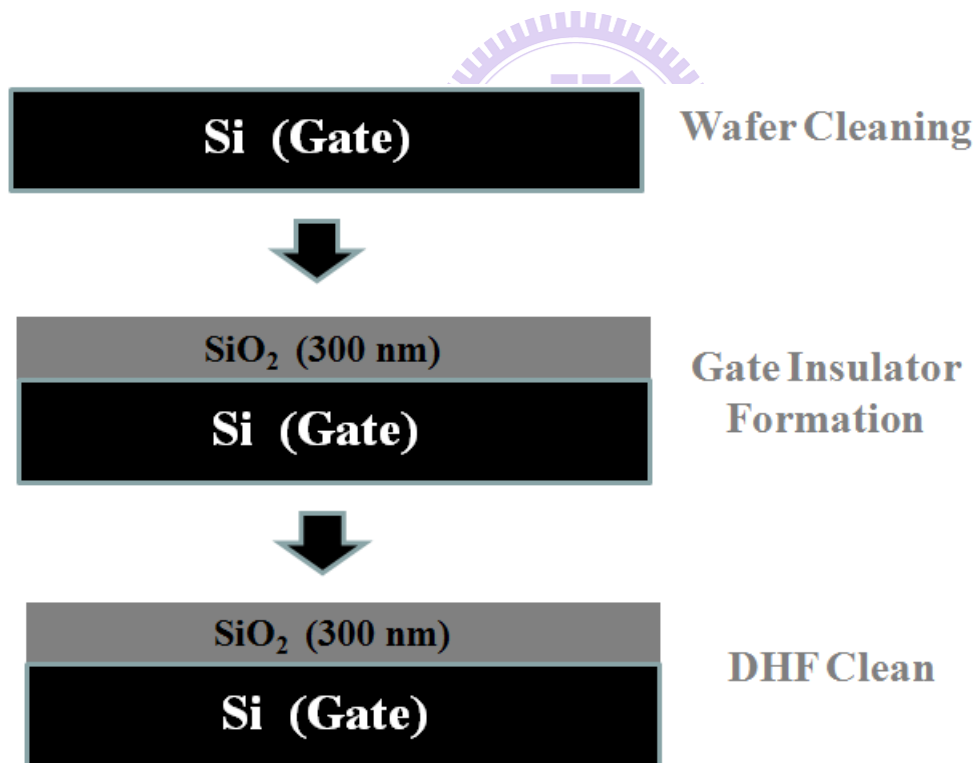 Si (Gate)
Wafer Cleaning
SiO₂ (300 nm)
Si (Gate)
Gate Insulator
Formation
SiO₂ (300 nm)
Si (Gate)
DHF Clean